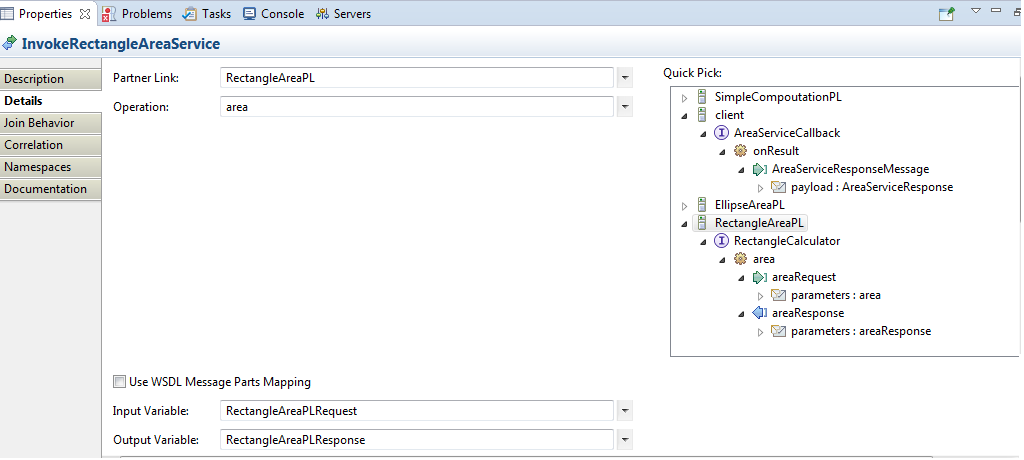 Properties Problems Tasks Console Servers
InvokeRectangleAreaService
Description
Details
Join Behavior
Correlation
Namespaces
Documentation
Partner Link: RectangleAreaPL
Operation: area
Quick Pick:
SimpleCompoutationPL
client
I AreaServiceCallback
onResult
AreaServiceResponseMessage
payload : AreaServiceResponse
EllipseAreaPL
RectangleAreaPL
I RectangleCalculator
area
areaRequest
parameters : area
areaResponse
parameters : areaResponse
Use WSDL Message Parts Mapping
Input Variable: RectangleAreaPLRequest
Output Variable: RectangleAreaPLResponse